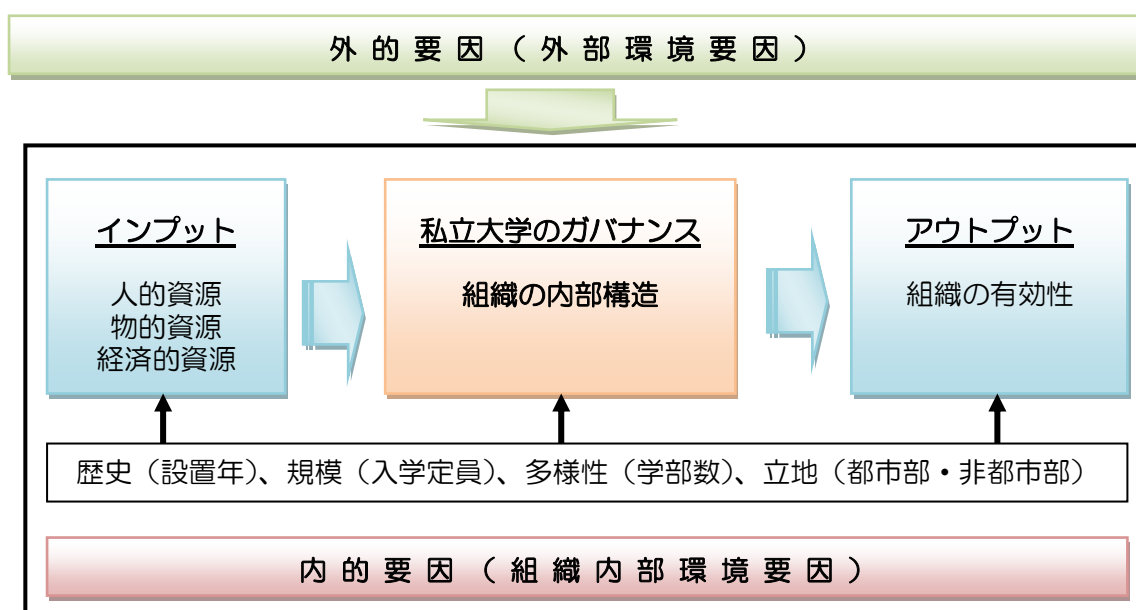 外的要因（外部環境要因）
インプット
人的資源
物的資源
経済的資源
私立大学のガバナンス
組織の内部構造
アウトプット
組織の有効性
歴史（設置年）、規模（入学定員）、多様性（学部数）、立地（都市部・非都市部）
内的要因（組織内部環境要因）